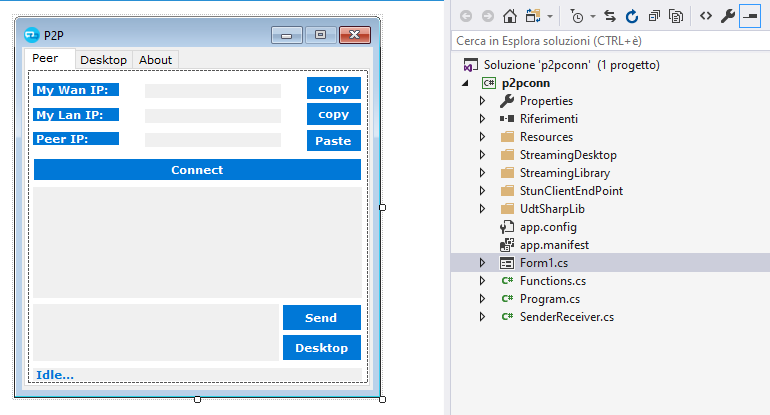 P2P
Peer Desktop About
My Wan IP: copy
My Lan IP: copy
Peer IP: Paste
Connect
Send
Desktop
Idle...
Cerca in Esplora soluzioni (CTRL+è)
Soluzione 'p2pconn' (1 progetto)
C# p2pconn
Properties
Riferimenti
Resources
StreamingDesktop
StreamingLibrary
StunClientEndPoint
UdtSharpLib
app.config
app.manifest
Form1.cs
C# Functions.cs
C# Program.cs
C# SenderReceiver.cs